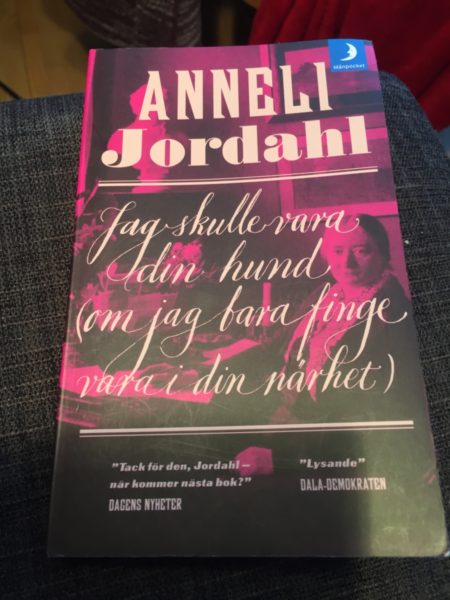 månpocket
ANNELI
Jordahl
Jag skulle vara
din hund
(om jag bara finge
vara i din närhet)
"Tack för den, Jordahl –
när kommer nästa bok?"
DAGENS NYHETER
"Lysande"
DALA-DEMOKRATEN